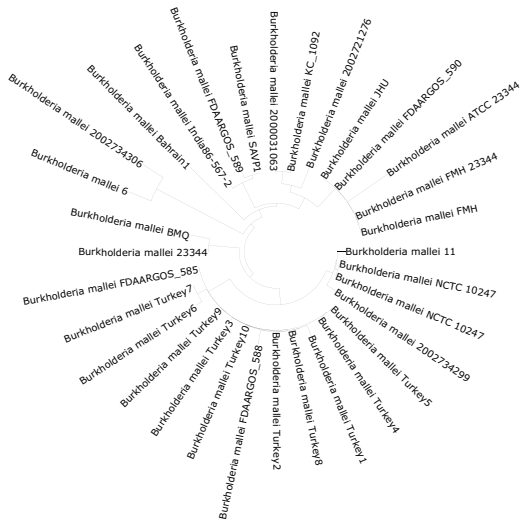 Burkholderia mallei 2000031063
Burkholderia mallei KC_1092
Burkholderia mallei 2002721276
Burkholderia mallei JHU
Burkholderia mallei FDAARGOS_590
Burkholderia mallei ATCC 23344
Burkholderia mallei FMH 23344
Burkholderia mallei FMH
Burkholderia mallei 11
Burkholderia mallei NCTC 10247
Burkholderia mallei NCTC 10247
Burkholderia mallei 2002734299
Burkholderia mallei Turkey5
Burkholderia mallei Turkey4
Burkholderia mallei Turkey1
Burkholderia mallei Turkey8
Burkholderia mallei Turkey2
Burkholderia mallei FDAARGOS_588
Burkholderia mallei Turkey10
Burkholderia mallei Turkey3
Burkholderia mallei Turkey9
Burkholderia mallei Turkey6
Burkholderia mallei Turkey7
Burkholderia mallei FDAARGOS_585
Burkholderia mallei 23344
Burkholderia mallei BMQ
Burkholderia mallei 6
Burkholderia mallei 2002734306
Burkholderia mallei Bahrain1
Burkholderia mallei India86-567-2
Burkholderia mallei FDAARGOS_589
Burkholderia mallei SAVP1